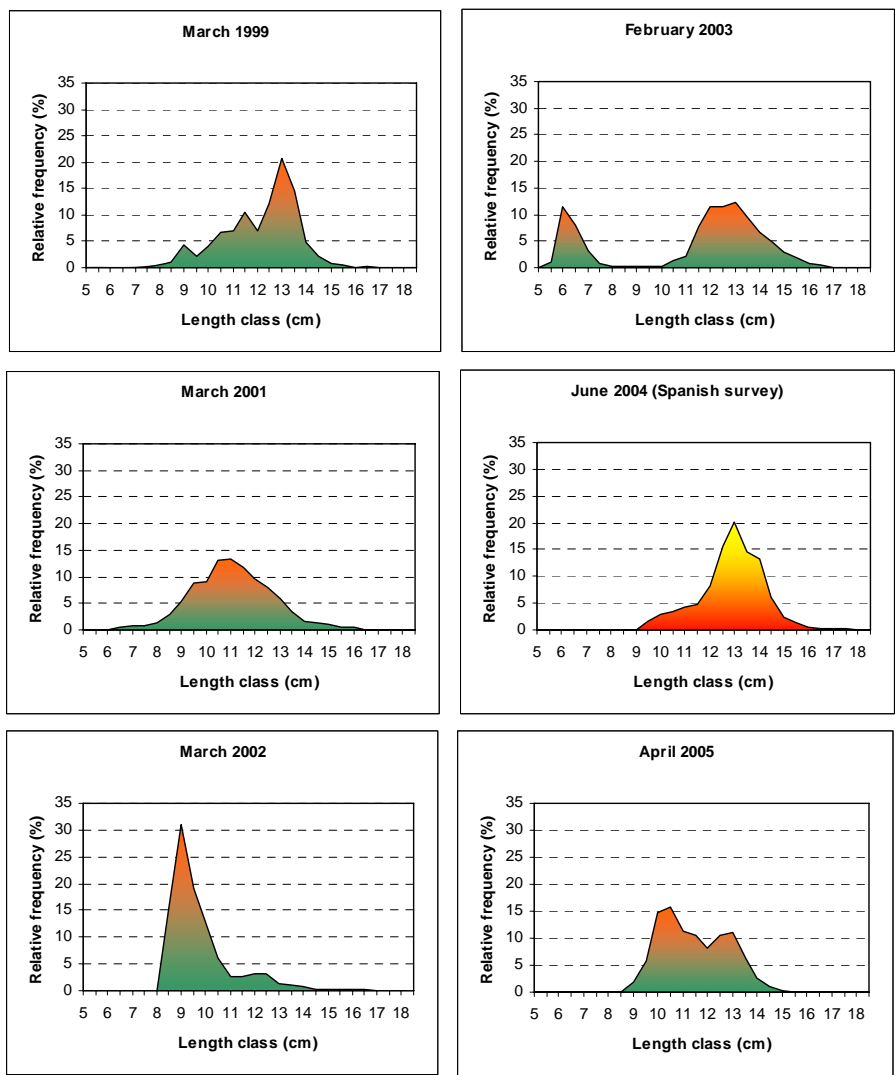 March 1999
35
30
25
20
15
10
5
0
Relative frequency (%)
5 6 7 8 9 10 11 12 13 14 15 16 17 18
Length class (cm)
February 2003
35
30
25
20
15
10
5
0
Relative frequency (%)
5 6 7 8 9 10 11 12 13 14 15 16 17 18
Length class (cm)
March 2001
35
30
25
20
15
10
5
0
Relative frequency (%)
5 6 7 8 9 10 11 12 13 14 15 16 17 18
Length class (cm)
June 2004 (Spanish survey)
35
30
25
20
15
10
5
0
Relative frequency (%)
5 6 7 8 9 10 11 12 13 14 15 16 17 18
Length class (cm)
March 2002
35
30
25
20
15
10
5
0
Relative frequency (%)
5 6 7 8 9 10 11 12 13 14 15 16 17 18
Length class (cm)
April 2005
35
30
25
20
15
10
5
0
Relative frequency (%)
5 6 7 8 9 10 11 12 13 14 15 16 17 18
Length class (cm)